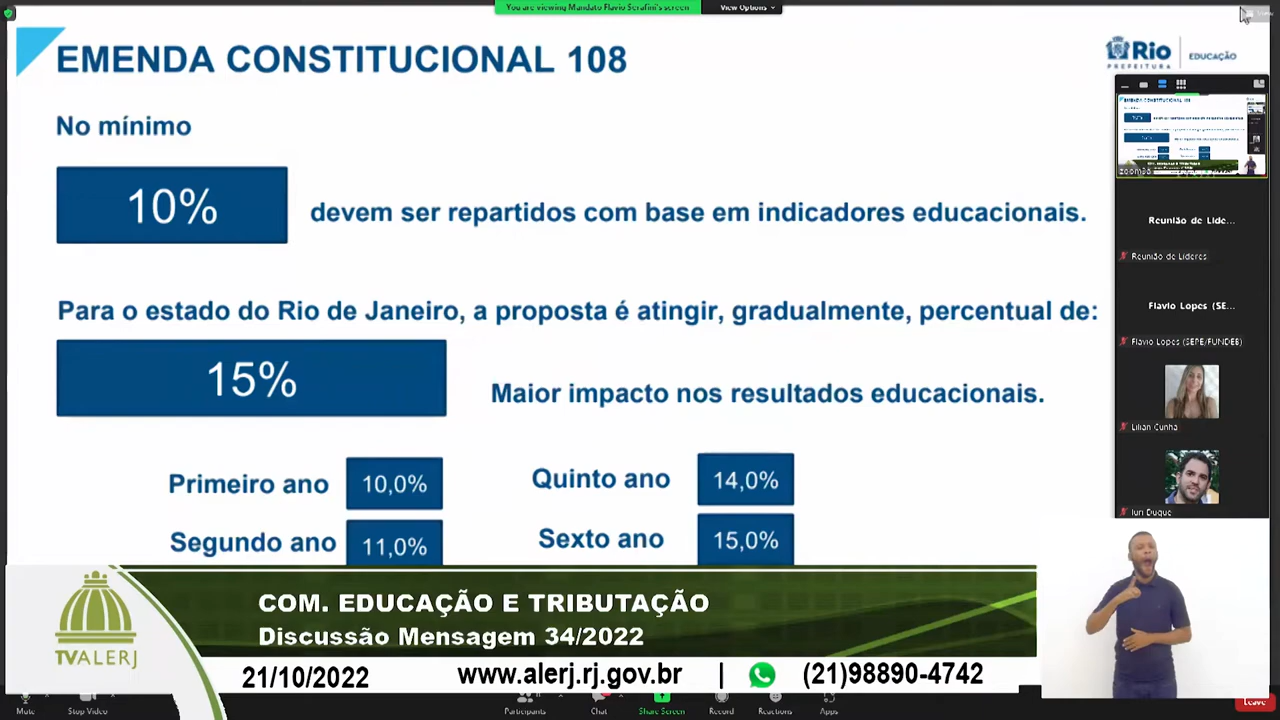 You are viewing Mandato Flavio Serafini's screen
View Options
EMENDA CONSTITUCIONAL 108
Rio
PREFEITURA
EDUCAÇÃO
No mínimo
10%
devem ser repartidos com base em indicadores educacionais.
Para o estado do Rio de Janeiro, a proposta é atingir, gradualmente, percentual de:
15%
Maior impacto nos resultados educacionais.
Primeiro ano
10,0%
Quinto ano
14,0%
Segundo ano
11,0%
Sexto ano
15,0%
Reunião de Lide...
Reunião de Líderes
Flavio Lopes (SE...
Flavio Lopes (SEPE/FUNDEB)
Lilian Cunha
Iuri Duque
COM. EDUCAÇÃO E TRIBUTAÇÃO
Discussão Mensagem 34/2022
TVALERJ
21/10/2022
www.alerj.rj.gov.br | (21)98890-4742
Mute
Stop Video
Participants
Chat
Share Screen
Record
Reactions
Apps
Leave